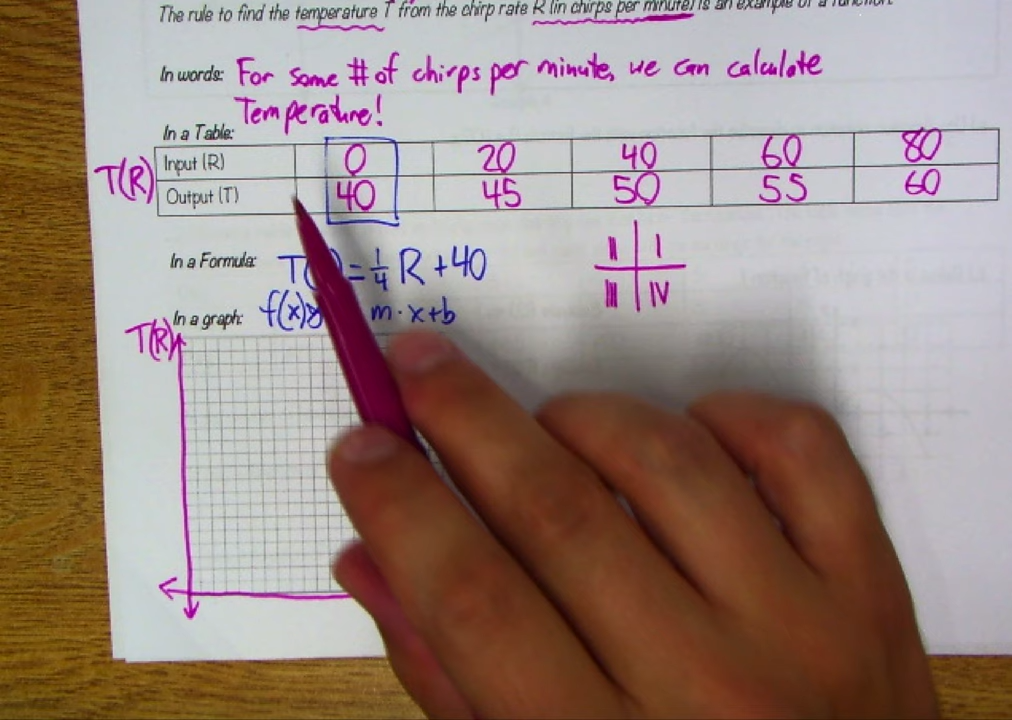 The rule to find the temperature T from the chirp rate R (in chirps per minute) is an example of a function.
In words: For some # of chirps per minute, we can calculate
Temperature!
In a Table:
T(R)
Input (R) 0 20 40 60 80
Output (T) 40 45 50 55 60
In a Formula: T( ) = 1/4 R + 40
II I
III IV
In a graph: f(x) m · x + b
T(R)